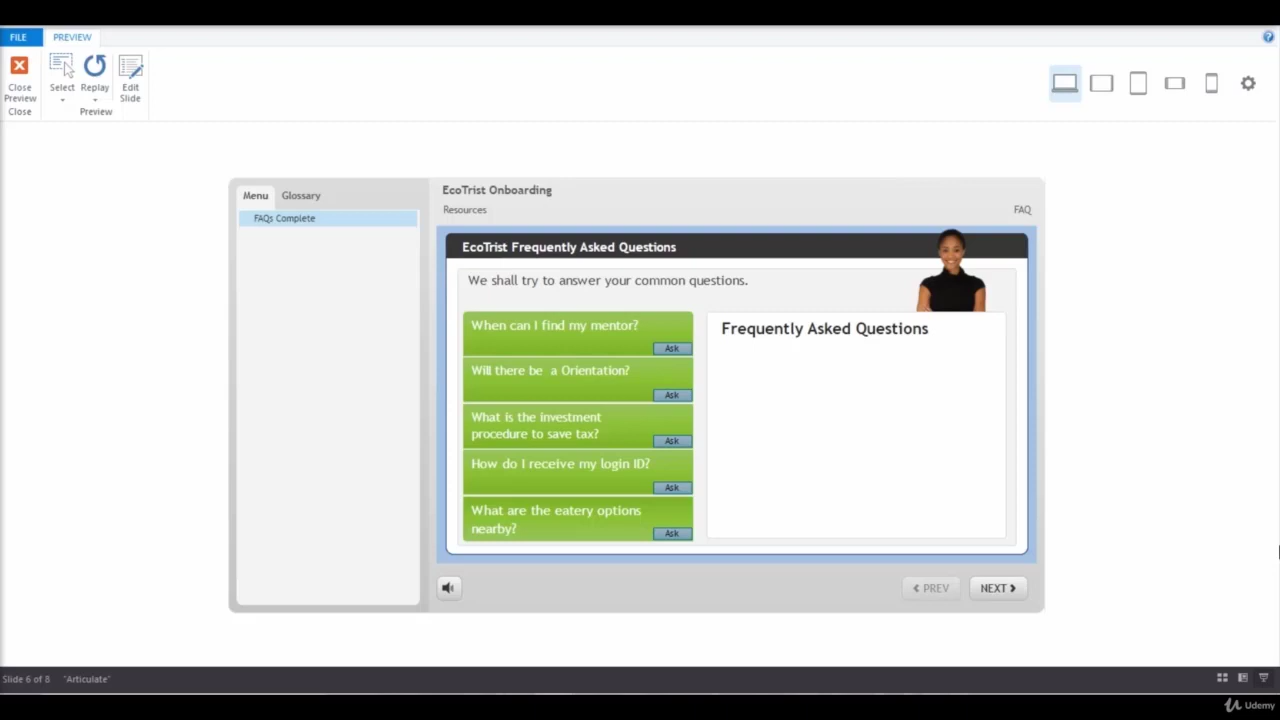 FILE
PREVIEW
Close
Preview
Select
Replay
Edit
Slide
Close
Preview
Menu
Glossary
FAQs Complete
EcoTrist Onboarding
Resources
FAQ
EcoTrist Frequently Asked Questions
We shall try to answer your common questions.
When can I find my mentor?
Ask
Will there be a Orientation?
Ask
What is the investment
procedure to save tax?
Ask
How do I receive my login ID?
Ask
What are the eatery options
nearby?
Ask
Frequently Asked Questions
PREV
NEXT
Slide 6 of 8
"Articulate"
Udemy